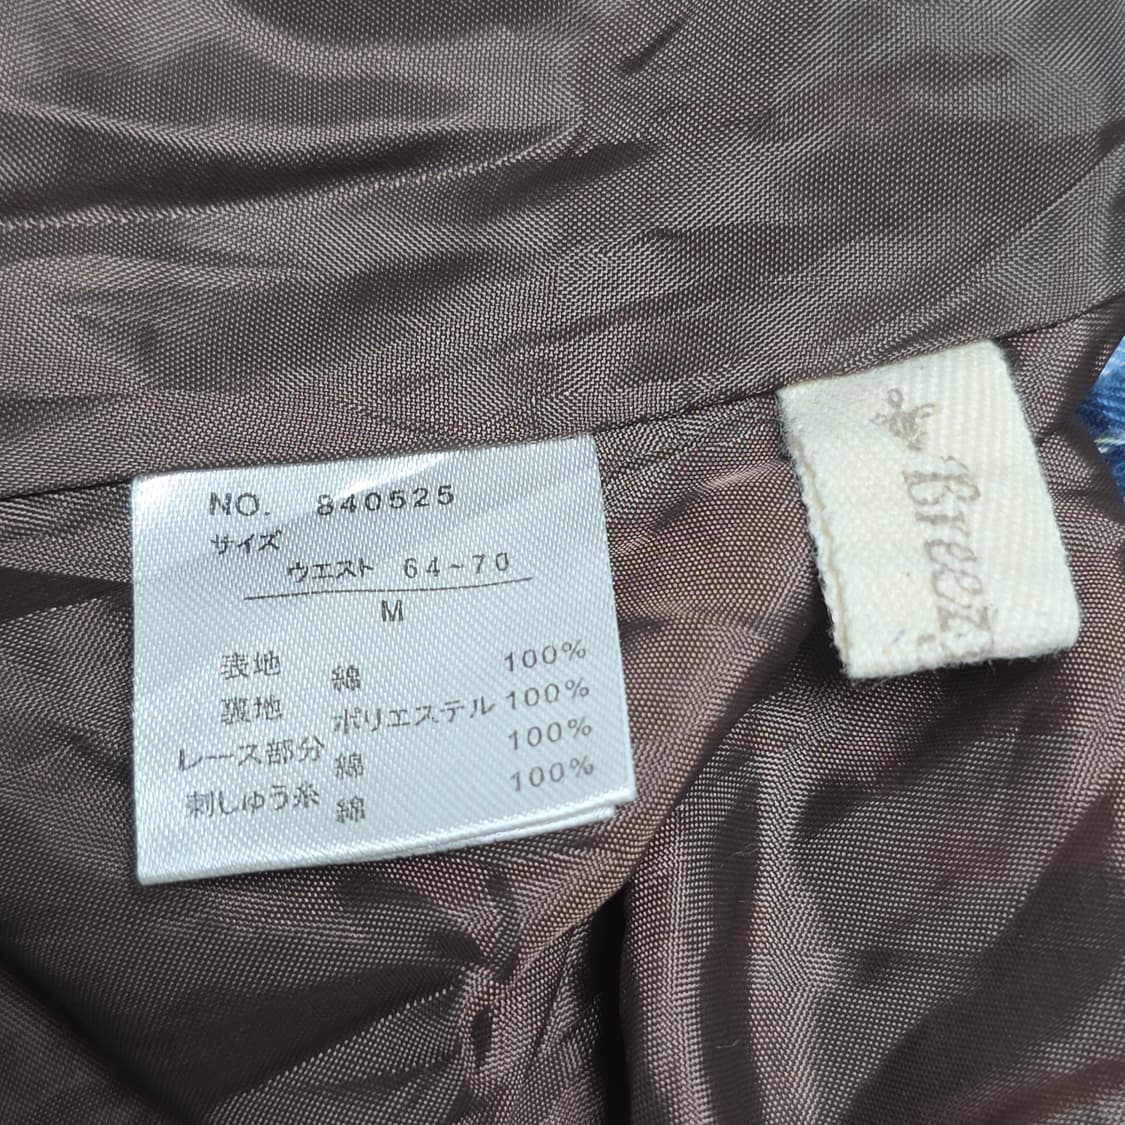 NO. 840525
サイズ
ウエスト 64~70
M
表地 綿 100%
裏地 ポリエステル 100%
レース部分 綿 100%
刺しゅう糸 綿 100%